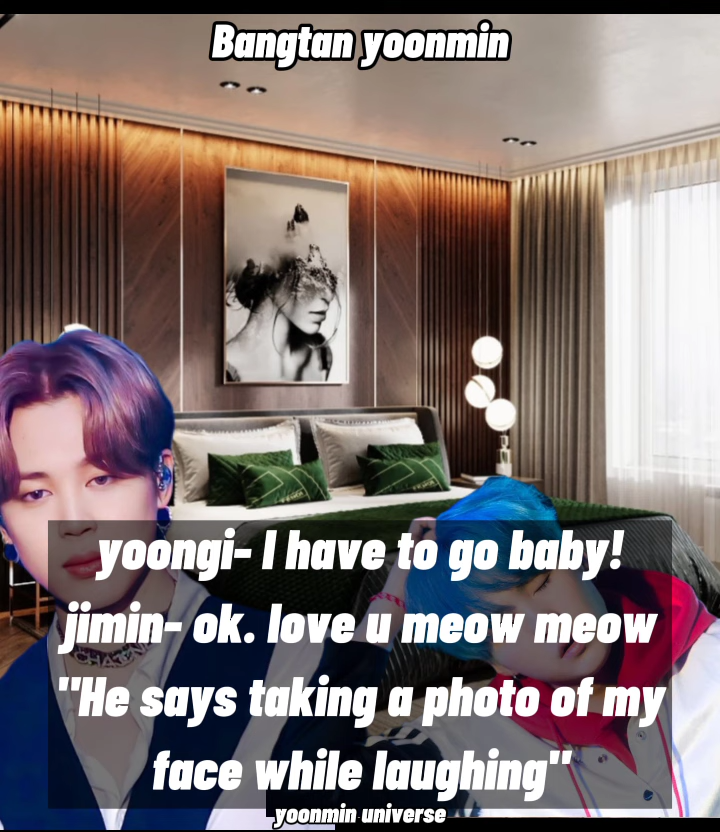 Bangtan yoonmin
yoongi- I have to go baby!
jimin- ok. love u meow meow
"He says taking a photo of my
face while laughing"
yoonmin universe